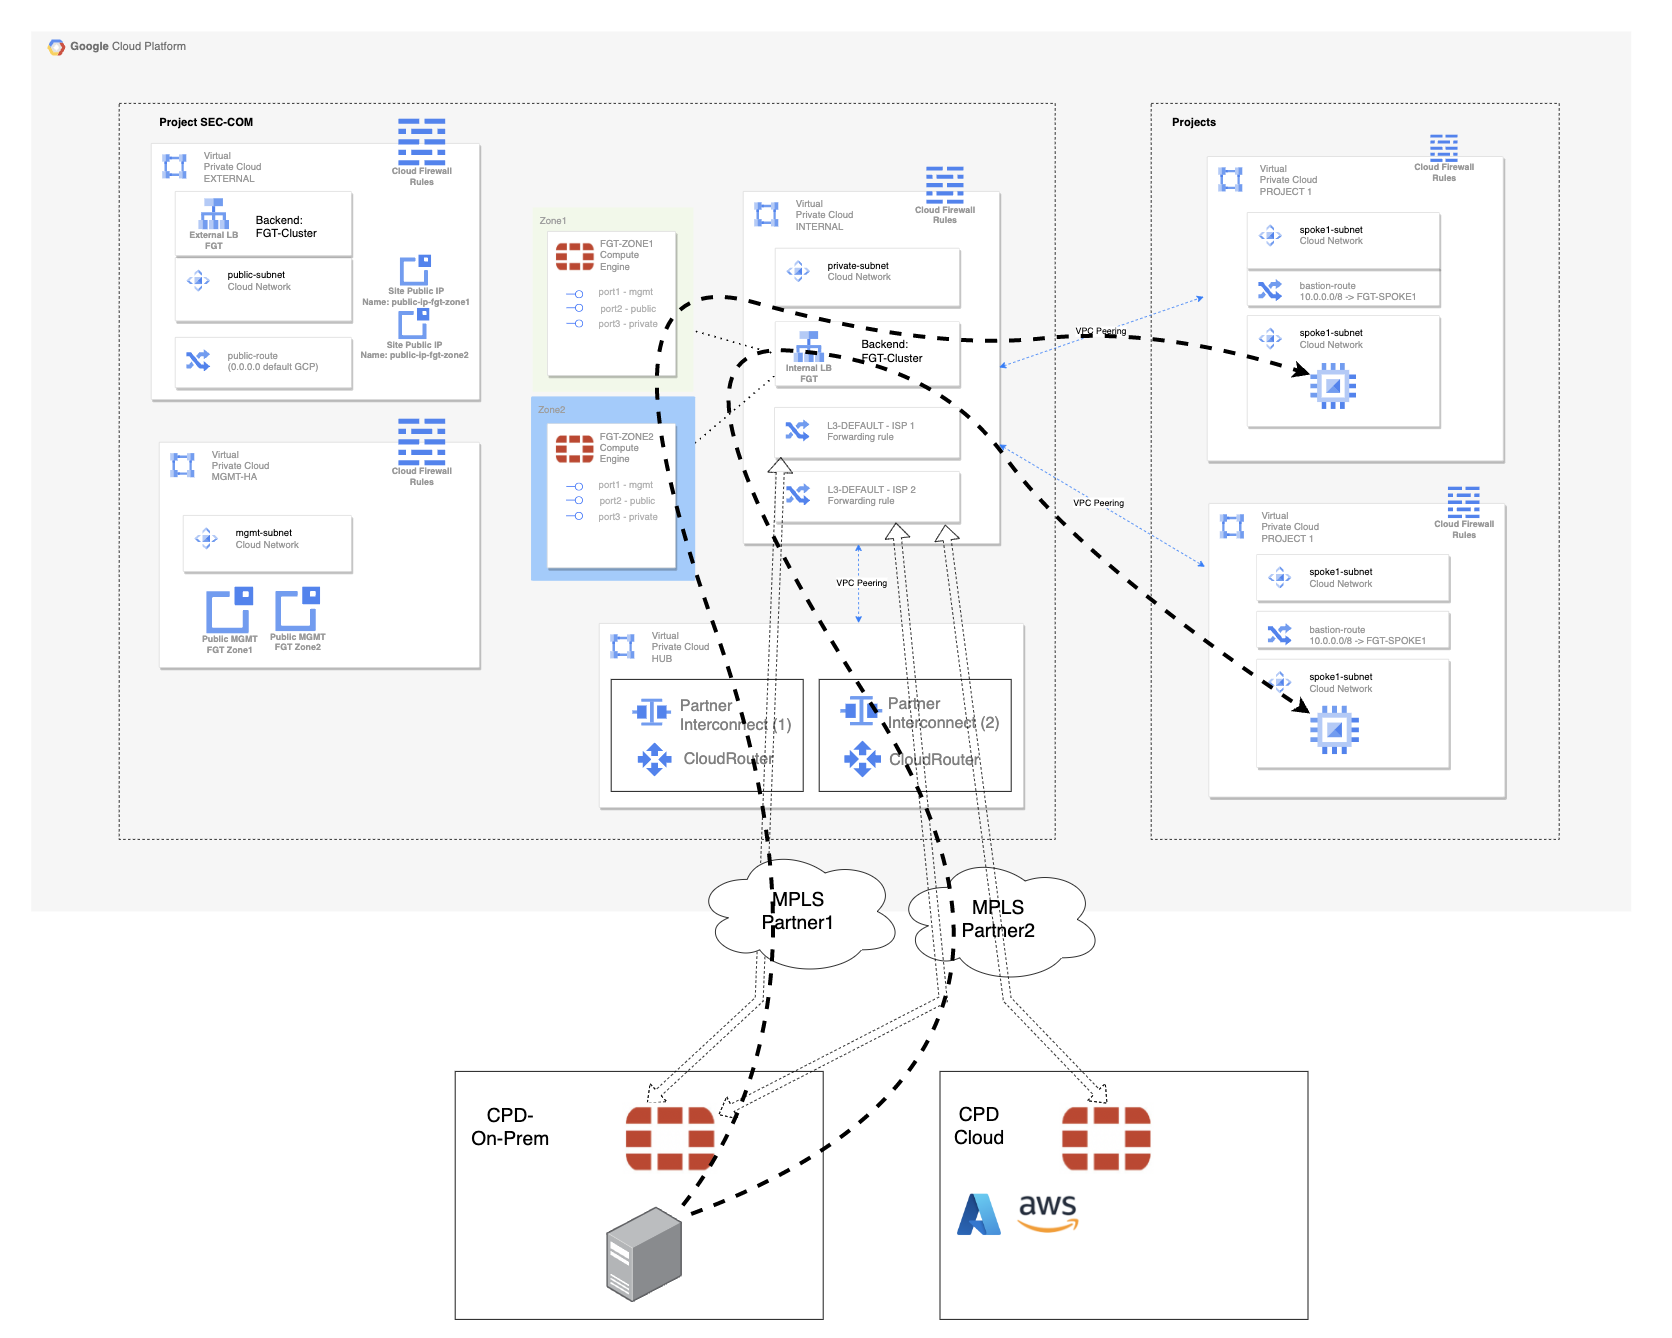 Google Cloud Platform
Project SEC-COM
Virtual
Private Cloud
EXTERNAL
Cloud Firewall
Rules
External LB
FGT
Backend:
FGT-Cluster
public-subnet
Cloud Network
Site Public IP
Name: public-ip-fgt-zone1
Site Public IP
Name: public-ip-fgt-zone2
public-route
(0.0.0.0 default GCP)
Virtual
Private Cloud
MGMT-HA
Cloud Firewall
Rules
mgmt-subnet
Cloud Network
Public MGMT
FGT Zone1
Public MGMT
FGT Zone2
Zone1
FGT-ZONE1
Compute
Engine
port1 - mgmt
port2 - public
port3 - private
Zone2
FGT-ZONE2
Compute
Engine
port1 - mgmt
port2 - public
port3 - private
Virtual
Private Cloud
INTERNAL
Cloud Firewall
Rules
private-subnet
Cloud Network
Internal LB
FGT
Backend:
FGT-Cluster
L3-DEFAULT - ISP 1
Forwarding rule
L3-DEFAULT - ISP 2
Forwarding rule
VPC Peering
VPC Peering
VPC Peering
Virtual
Private Cloud
HUB
Partner
Interconnect (1)
CloudRouter
Partner
Interconnect (2)
CloudRouter
Projects
Virtual
Private Cloud
PROJECT 1
Cloud Firewall
Rules
spoke1-subnet
Cloud Network
bastion-route
10.0.0.0/8 -> FGT-SPOKE1
spoke1-subnet
Cloud Network
Virtual
Private Cloud
PROJECT 1
Cloud Firewall
Rules
spoke1-subnet
Cloud Network
bastion-route
10.0.0.0/8 -> FGT-SPOKE1
spoke1-subnet
Cloud Network
MPLS
Partner1
MPLS
Partner2
CPD-
On-Prem
CPD
Cloud
aws